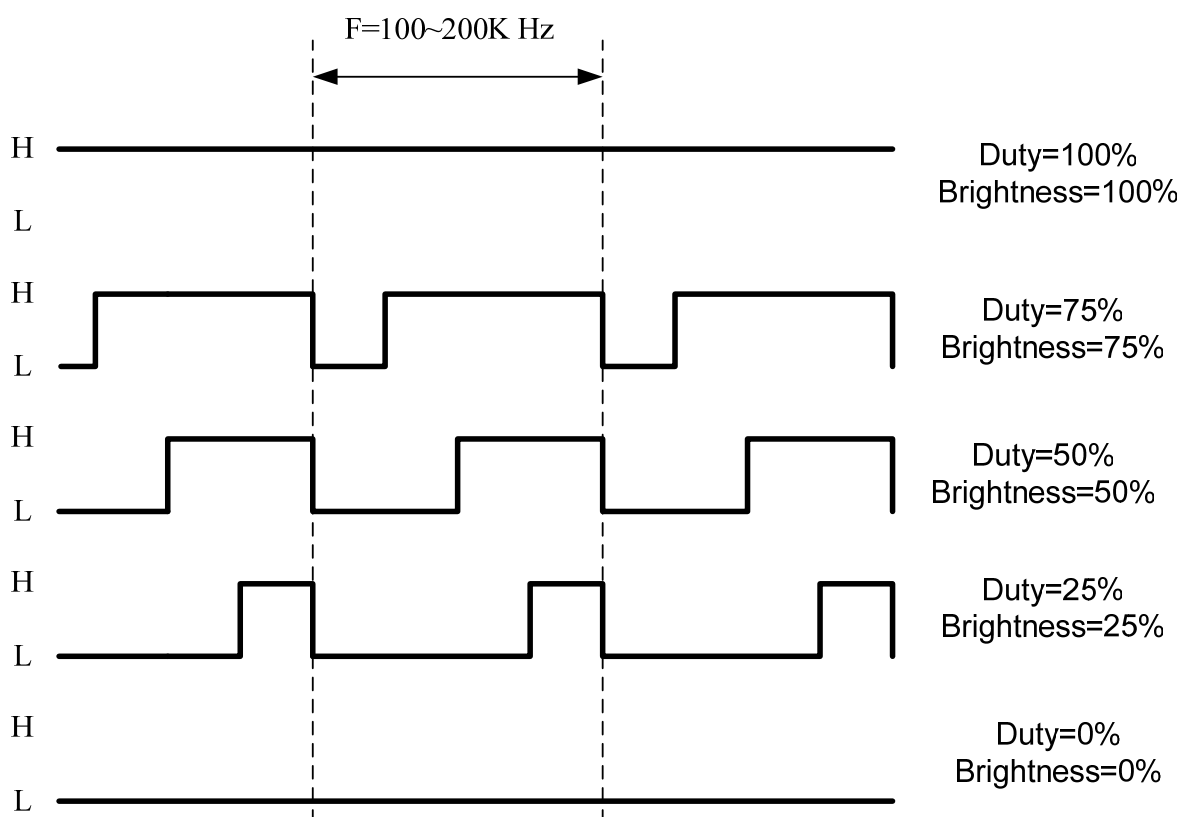 F=100~200K Hz
H
L
Duty=100%
Brightness=100%
H
L
Duty=75%
Brightness=75%
H
L
Duty=50%
Brightness=50%
H
L
Duty=25%
Brightness=25%
H
L
Duty=0%
Brightness=0%